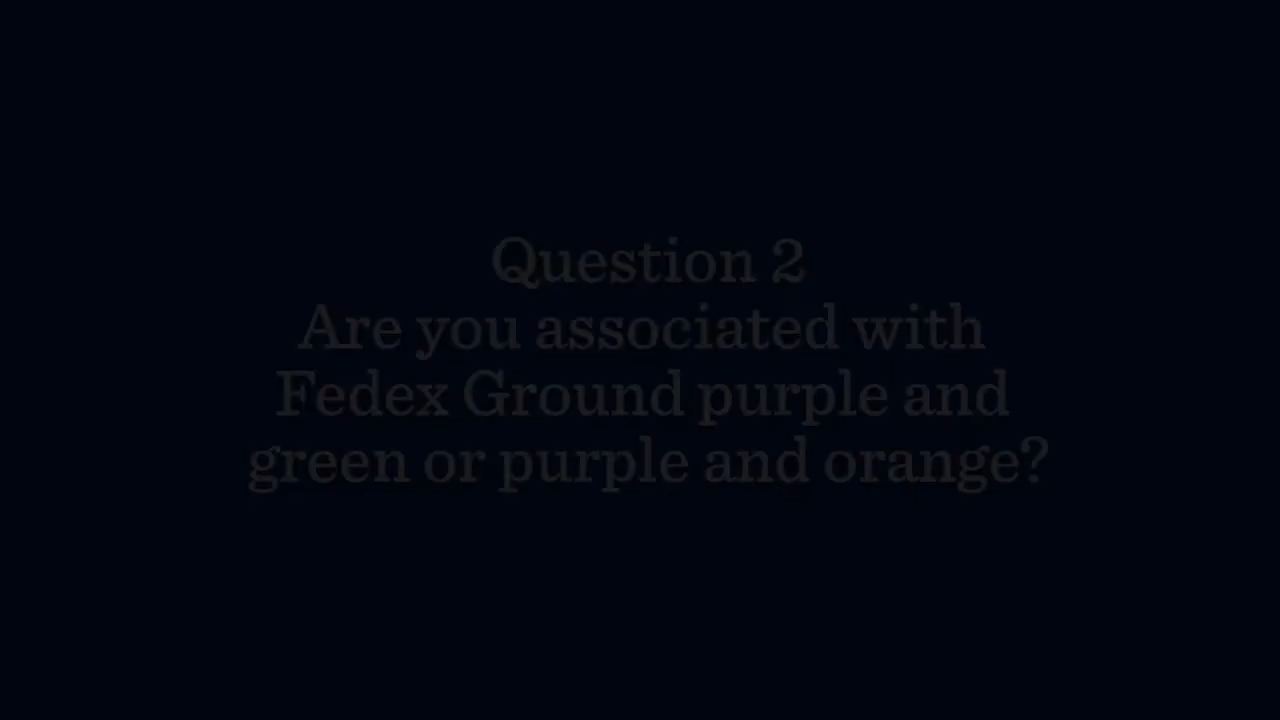 Question 2
Are you associated with
Fedex Ground purple and
green or purple and orange?